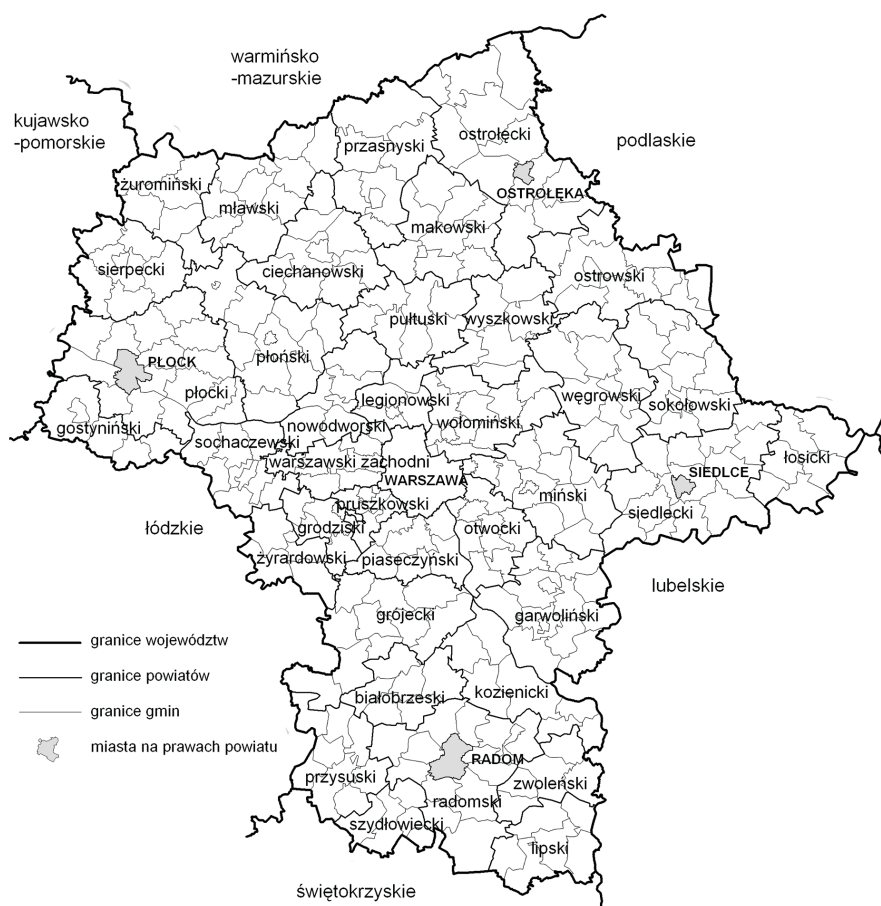 warmińsko
-mazurskie
kujawsko
-pomorskie
podlaskie
ostrołęcki
przasnyski
żuromiński
OSTROŁĘKA
mławski
makowski
sierpecki
ciechanowski
ostrowski
pułtuski
wyszkowski
PŁOCK
płoński
płocki
legionowski
węgrowski
sokołowski
gostyniński
sochaczewski
nowodworski
wołomiński
warszawski zachodni
WARSZAWA
SIEDLCE
łosicki
pruszkowski
miński
siedlecki
łódzkie
grodziski
otwocki
żyrardowski
piaseczyński
lubelskie
grójecki
garwoliński
granice województw
granice powiatów
granice gmin
miasta na prawach powiatu
białobrzeski
kozienicki
RADOM
przysuski
zwoleński
radomski
szydłowiecki
lipski
świętokrzyskie